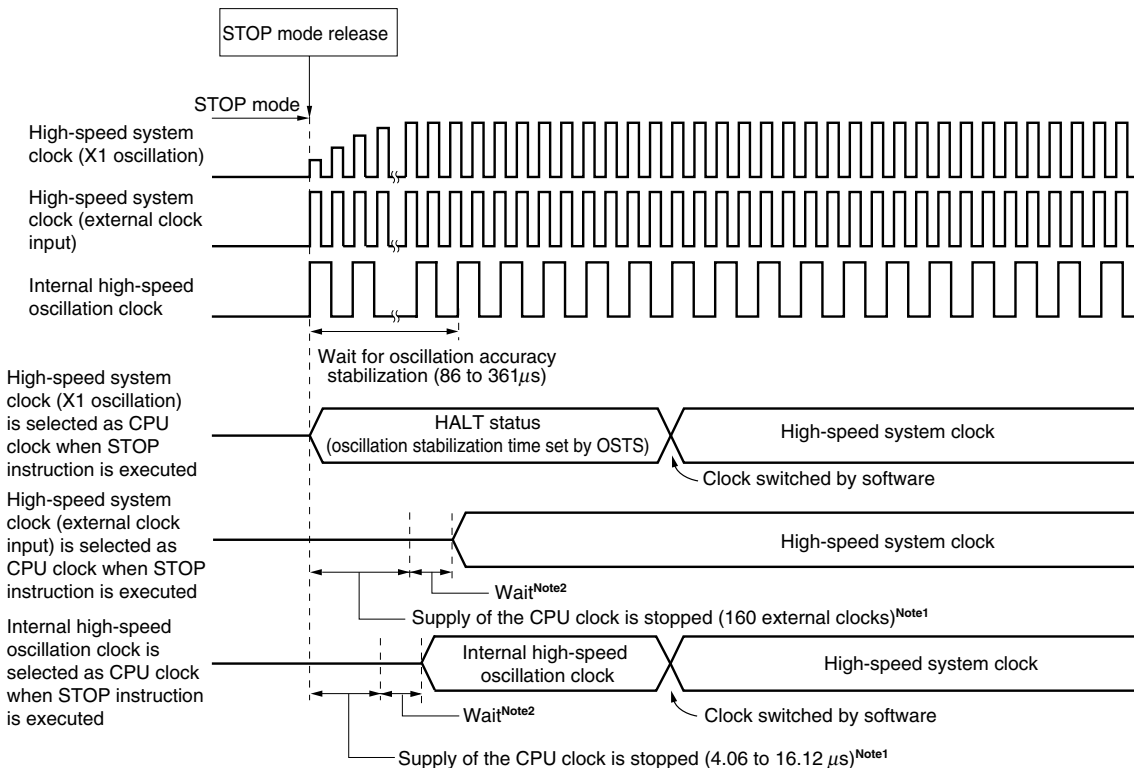 STOP mode release
STOP mode
High-speed system
clock (X1 oscillation)
High-speed system
clock (external clock
input)
Internal high-speed
oscillation clock
Wait for oscillation accuracy
stabilization (86 to 361μs)
High-speed system
clock (X1 oscillation)
is selected as CPU
clock when STOP
instruction is executed
HALT status
(oscillation stabilization time set by OSTS)
High-speed system clock
Clock switched by software
High-speed system
clock (external clock
input) is selected as
CPU clock when STOP
instruction is executed
High-speed system clock
Wait Note2
Supply of the CPU clock is stopped (160 external clocks) Note1
Internal high-speed
oscillation clock is
selected as CPU clock
when STOP instruction
is executed
Internal high-speed
oscillation clock
High-speed system clock
Wait Note2
Clock switched by software
Supply of the CPU clock is stopped (4.06 to 16.12 μs) Note1